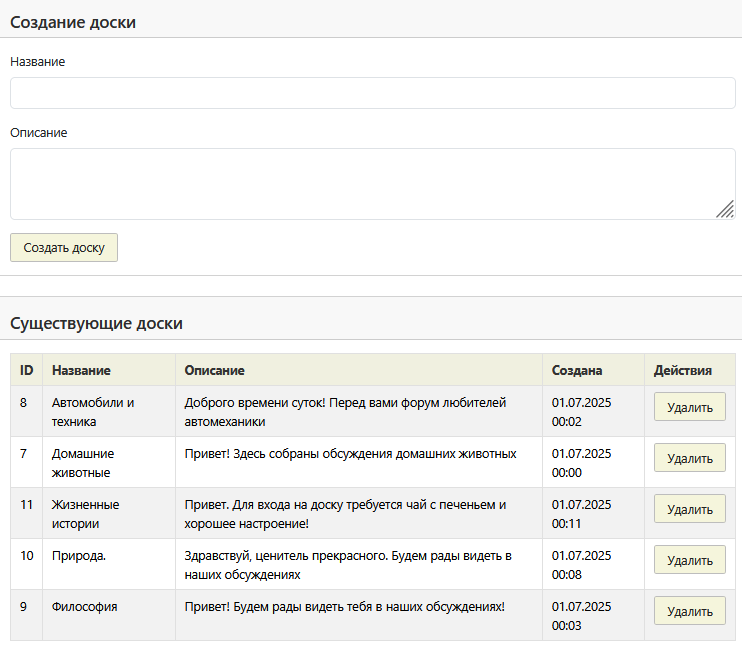 Создание доски
Название
Описание
Создать доску
Существующие доски
ID Название Описание Создана Действия
8 Автомобили и техника Доброго времени суток! Перед вами форум любителей автомеханики 01.07.2025 00:02 Удалить
7 Домашние животные Привет! Здесь собраны обсуждения домашних животных 01.07.2025 00:00 Удалить
11 Жизненные истории Привет. Для входа на доску требуется чай с печеньем и хорошее настроение! 01.07.2025 00:11 Удалить
10 Природа. Здравствуй, ценитель прекрасного. Будем рады видеть в наших обсуждениях 01.07.2025 00:08 Удалить
9 Философия Привет! Будем рады видеть тебя в наших обсуждениях! 01.07.2025 00:03 Удалить